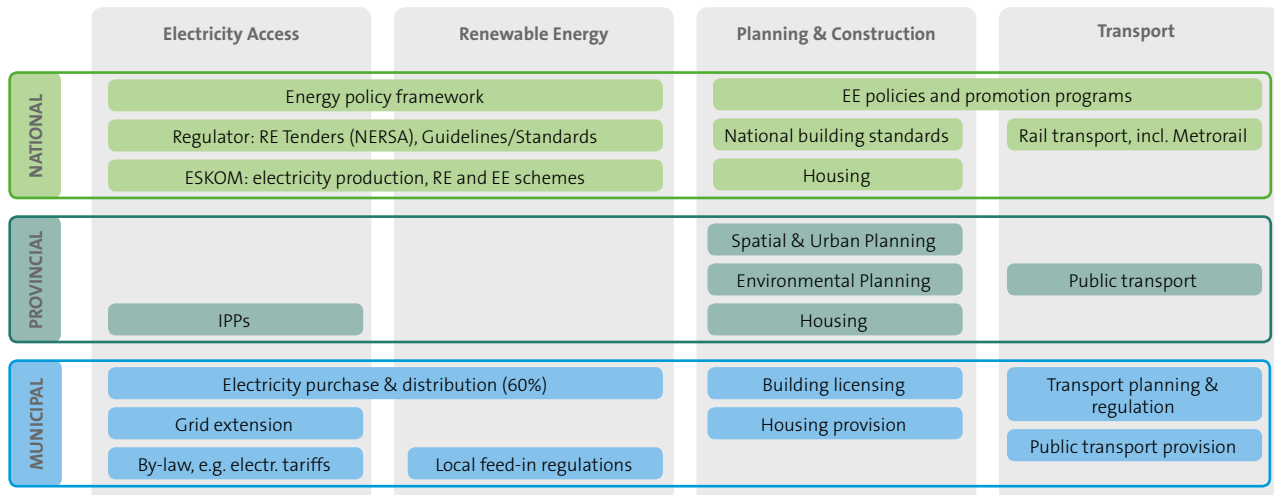 Electricity Access
Renewable Energy
Planning & Construction
Transport
NATIONAL
Energy policy framework
EE policies and promotion programs
Regulator: RE Tenders (NERSA), Guidelines/Standards
National building standards
Rail transport, incl. Metrorail
ESKOM: electricity production, RE and EE schemes
Housing
PROVINCIAL
Spatial & Urban Planning
Environmental Planning
Public transport
IPPs
Housing
MUNICIPAL
Electricity purchase & distribution (60%)
Building licensing
Transport planning &
regulation
Grid extension
Housing provision
Public transport provision
By-law, e.g. electr. tariffs
Local feed-in regulations